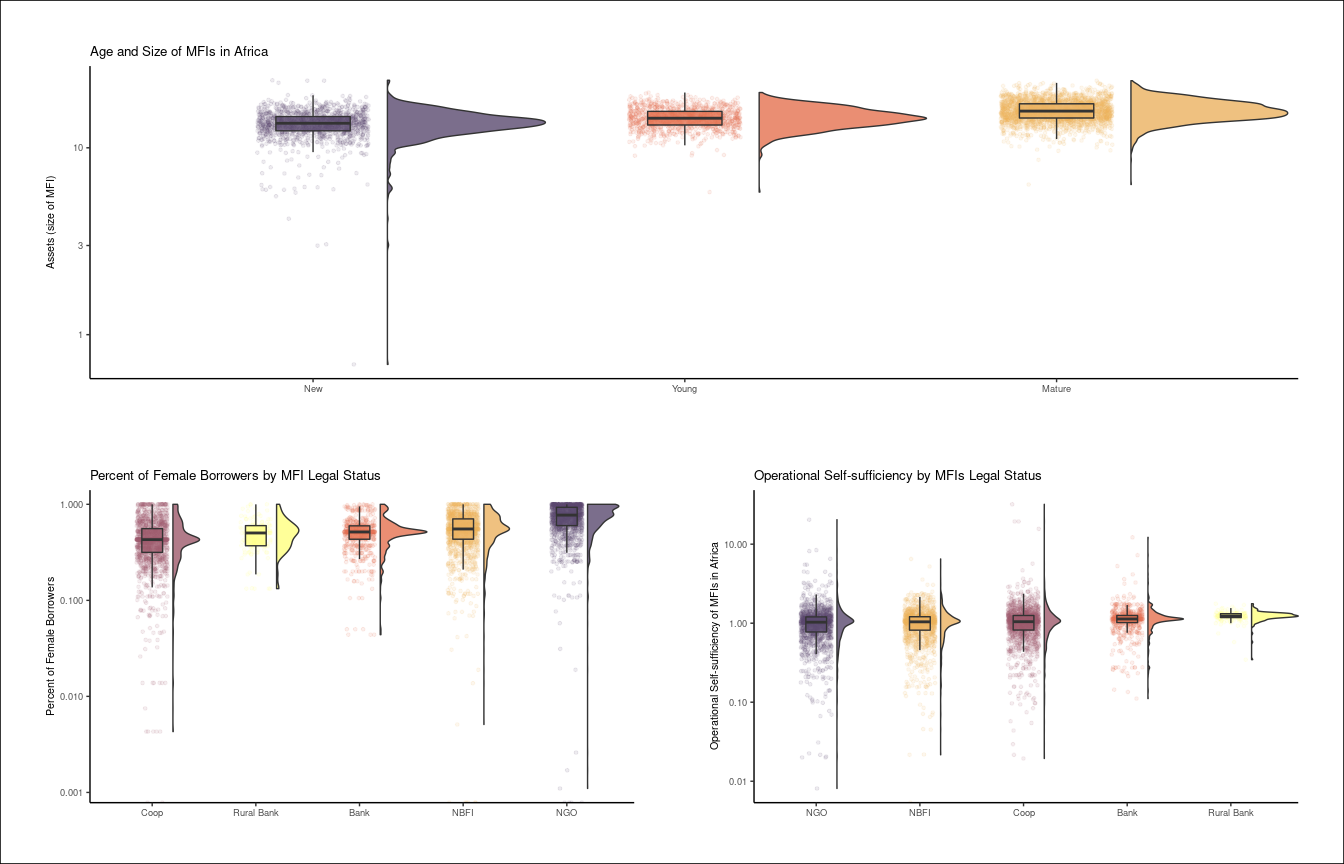 Age and Size of MFIs in Africa
Assets (size of MFI)
10
3
1
New Young Mature
Percent of Female Borrowers by MFI Legal Status
Percent of Female Borrowers
1.000
0.100
0.010
0.001
Coop Rural Bank Bank NBFI NGO
Operational Self-sufficiency by MFIs Legal Status
Operational Self-sufficiency of MFIs in Africa
10.00
1.00
0.10
0.01
NGO NBFI Coop Bank Rural Bank